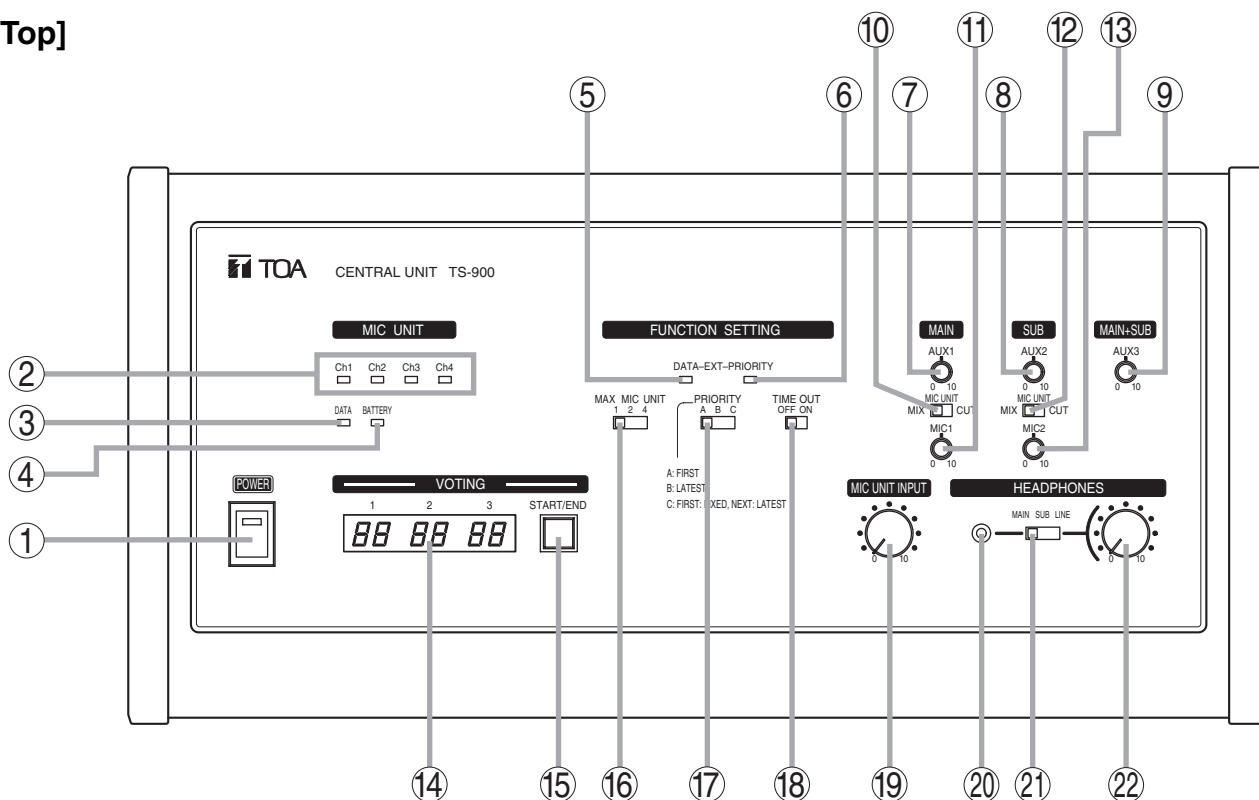 Top]
⑩ ⑪ ⑫ ⑬
⑤ ⑥ ⑦ ⑧ ⑨
TOA CENTRAL UNIT TS-900
MIC UNIT
Ch1 Ch2 Ch3 Ch4
②
DATA BATTERY
③
④
FUNCTION SETTING
DATA–EXT–PRIORITY
MAX MIC UNIT
1 2 4
PRIORITY
A B C
TIME OUT
OFF ON
A: FIRST
B: LATEST
C: FIRST: FIXED, NEXT: LATEST
MAIN SUB MAIN+SUB
AUX1 AUX2 AUX3
0 10 0 10 0 10
MIC UNIT MIC UNIT
MIX CUT MIX CUT
MIC1 MIC2
0 10 0 10
POWER
①
VOTING
1 2 3 START/END
88 88 88
MIC UNIT INPUT
0 10
HEADPHONES
MAIN SUB LINE
0 10
⑭ ⑮ ⑯ ⑰ ⑱ ⑲ ⑳ ㉑ ㉒